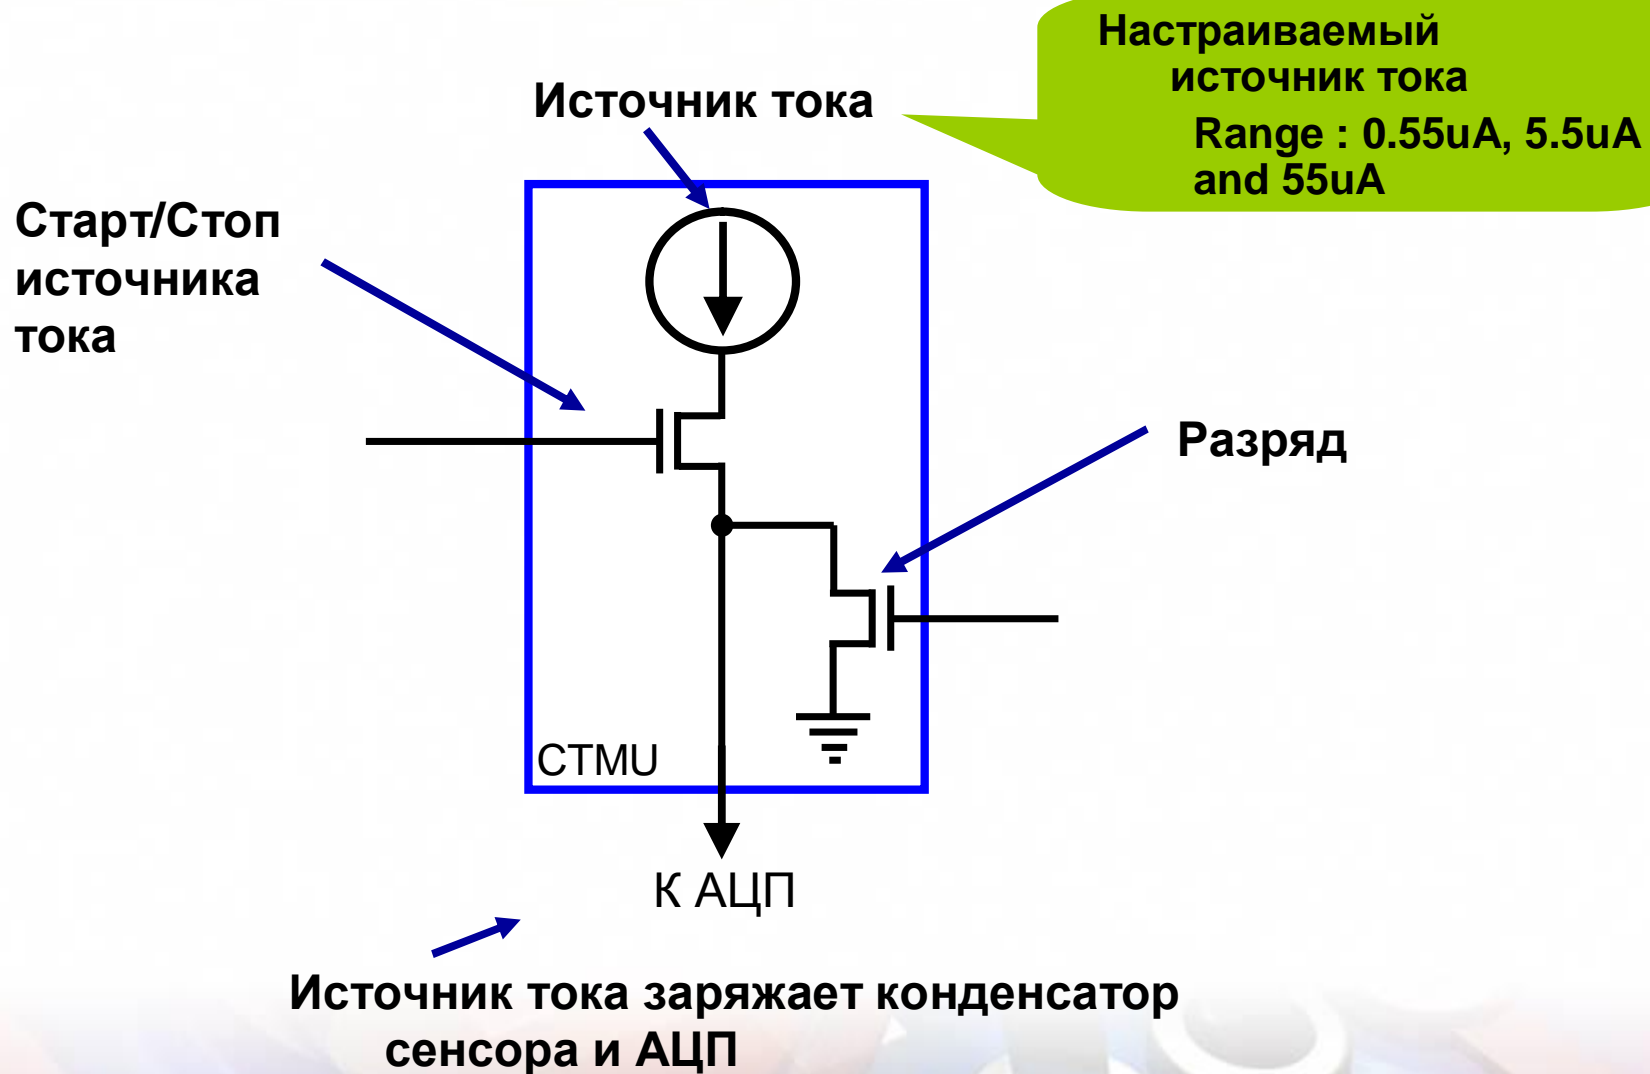 Настраиваемый
источник тока
Range : 0.55uA, 5.5uA
and 55uA
Источник тока
Старт/Стоп
источника
тока
Разряд
CTMU
К АЦП
Источник тока заряжает конденсатор
сенсора и АЦП